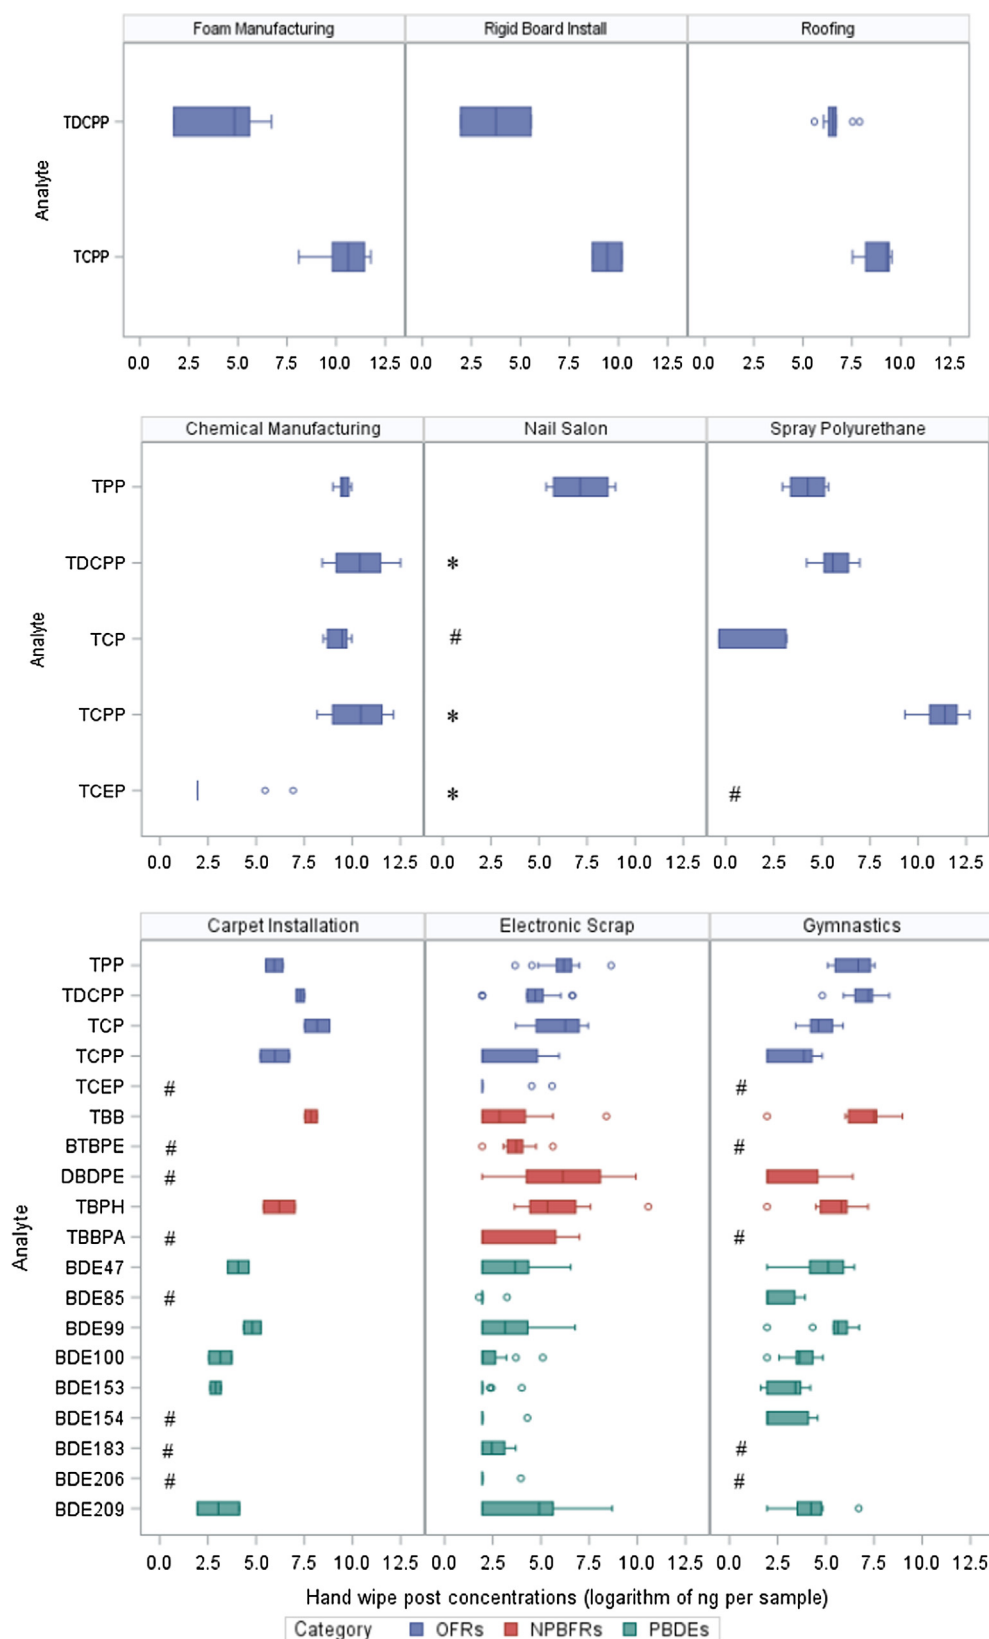 Foam Manufacturing Rigid Board Install Roofing
TDCPP
TCPP
Analyte
0.0 2.5 5.0 7.5 10.0 12.5 0.0 2.5 5.0 7.5 10.0 12.5 0.0 2.5 5.0 7.5 10.0 12.5
Chemical Manufacturing Nail Salon Spray Polyurethane
TPP
TDCPP *
TCP #
TCPP *
TCEP * #
Analyte
0.0 2.5 5.0 7.5 10.0 12.5 0.0 2.5 5.0 7.5 10.0 12.5 0.0 2.5 5.0 7.5 10.0 12.5
Carpet Installation Electronic Scrap Gymnastics
TPP
TDCPP
TCP
TCPP
TCEP # #
TBB
BTBPE # #
DBDPE #
TBPH
TBBPA # #
BDE47
BDE85 #
BDE99
BDE100
BDE153
BDE154 #
BDE183 # #
BDE206 # #
BDE209
Analyte
0.0 2.5 5.0 7.5 10.0 12.5 0.0 2.5 5.0 7.5 10.0 12.5 0.0 2.5 5.0 7.5 10.0 12.5
Hand wipe post concentrations (logarithm of ng per sample)
Category OFRs NPBFRs PBDEs